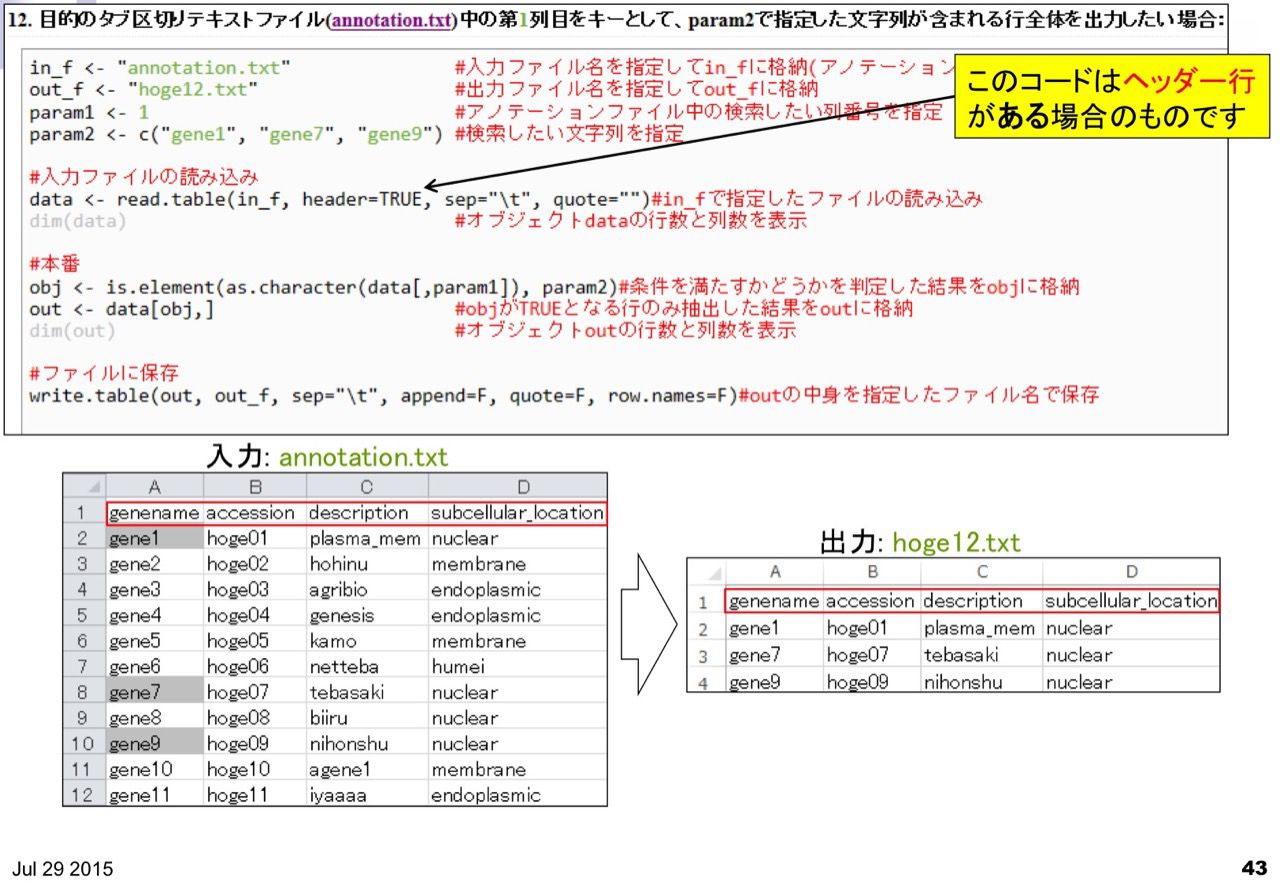 12. 目的のタブ区切りテキストファイル(annotation.txt)中の第1列目をキーとして、param2で指定した文字列が含まれる行全体を出力したい場合:
in_f <- "annotation.txt" #入力ファイル名を指定してin_fに格納(アノテーション
out_f <- "hoge12.txt" #出力ファイル名を指定してout_fに格納
param1 <- 1 #アノテーションファイル中の検索したい列番号を指定
param2 <- c("gene1", "gene7", "gene9") #検索したい文字列を指定
このコードはヘッダー行
がある場合のものです
#入力ファイルの読み込み
data <- read.table(in_f, header=TRUE, sep="\t", quote="")#in_fで指定したファイルの読み込み
dim(data) #オブジェクトdataの行数と列数を表示
#本番
obj <- is.element(as.character(data[,param1]), param2)#条件を満たすかどうかを判定した結果をobjに格納
out <- data[obj,] #objがTRUEとなる行のみ抽出した結果をoutに格納
dim(out) #オブジェクトoutの行数と列数を表示
#ファイルに保存
write.table(out, out_f, sep="\t", append=F, quote=F, row.names=F)#outの中身を指定したファイル名で保存
入力: annotation.txt
A B C D
1 genename accession description subcellular_location
2 gene1 hoge01 plasma_mem nuclear
3 gene2 hoge02 hohinu membrane
4 gene3 hoge03 agribio endoplasmic
5 gene4 hoge04 genesis endoplasmic
6 gene5 hoge05 kamo membrane
7 gene6 hoge06 netteba humei
8 gene7 hoge07 tebasaki nuclear
9 gene8 hoge08 biiru nuclear
10 gene9 hoge09 nihonshu nuclear
11 gene10 hoge10 agene1 membrane
12 gene11 hoge11 iyaaaa endoplasmic
出力: hoge12.txt
A B C D
1 genename accession description subcellular_location
2 gene1 hoge01 plasma_mem nuclear
3 gene7 hoge07 tebasaki nuclear
4 gene9 hoge09 nihonshu nuclear
Jul 29 2015
43